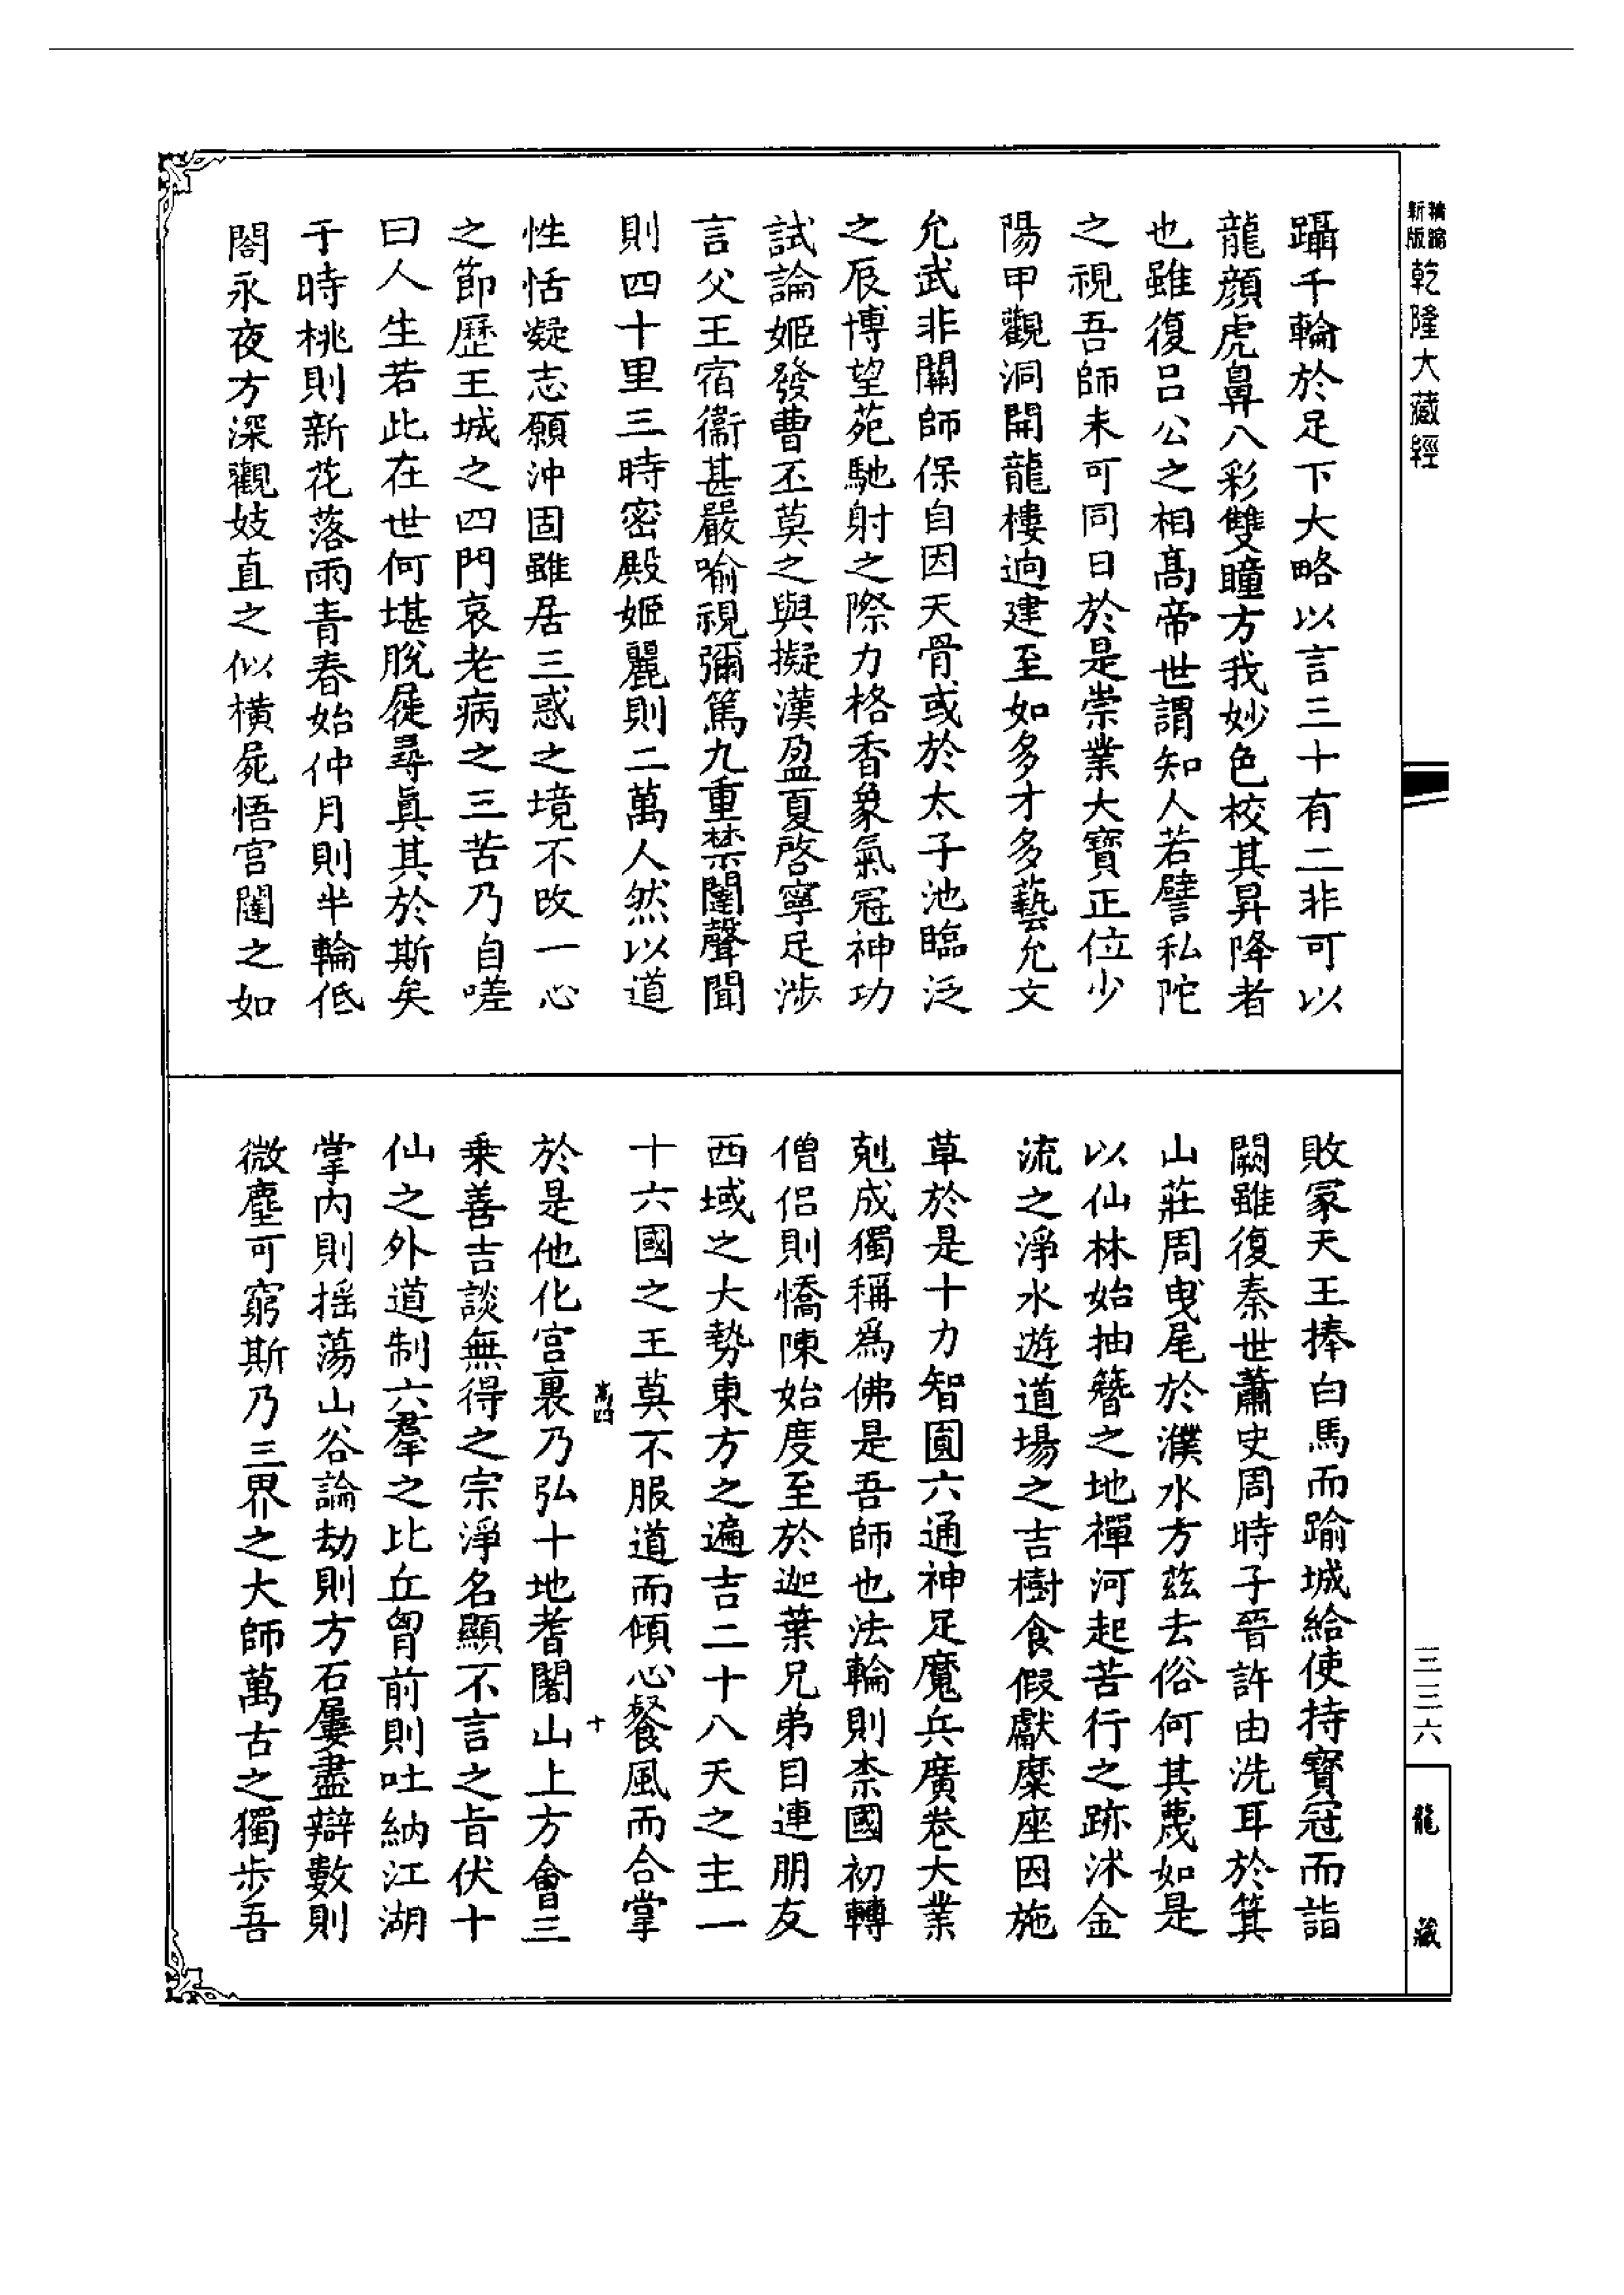 精縮
新版
乾隆大藏經
躡千輪於足下大略以言三十有二非可以
龍顏虎鼻八彩雙瞳方我妙色校其昇降者
也雖復呂公之相高帝世謂知人若譬私陀
之視吾師未可同日於是崇業大寶正位少
陽甲觀洞開龍樓逈建至如多才多藝允文
允武非關師保自因天骨或於太子池臨泛
之辰博望苑馳射之際力格香象氣冠神功
試論姬發曹丕莫之與擬漢盈夏啓寧足涉
言父王宿衞甚嚴喻視彌篤九重禁闥聲聞
則四十里三時密殿姬麗則二萬人然以道
性恬凝志願沖固雖居三惑之境不改一心
之節歷王城之四門哀老病之三苦乃自嗟
曰人生若此在世何堪脫屣尋眞其於斯矣
于時桃則新花落雨青春始仲月則半輪低
閣永夜方深觀妓直之似橫屍悟宫闥之如
敗冢天王捧白馬而踰城給使持寶冠而詣
闕雖復秦世蕭史周時子晉許由洗耳於箕
山莊周曳尾於濮水方茲去俗何其蔑如是
以仙林始抽簪之地禪河起苦行之跡沐金
流之淨水遊道場之吉樹食假獻糜座因施
草於是十力智圓六通神足魔兵廣卷大業
剋成獨稱爲佛是吾師也法輪則柰國初轉
僧侣則憍陳始度至於迦葉兄弟目連朋友
西域之大勢東方之遍吉二十八天之主一
十六國之王莫不服道而傾心餐風而合掌
於是他化宫裏乃弘十地耆闍山上方會三
乗善吉談無得之宗淨名顯不言之旨伏十
仙之外道制六羣之比丘胷前則吐納江湖
掌內則摇蕩山谷論劫則方石屢盡辯數則
微塵可窮斯乃三界之大師萬古之獨步吾
十
三三六
龍藏